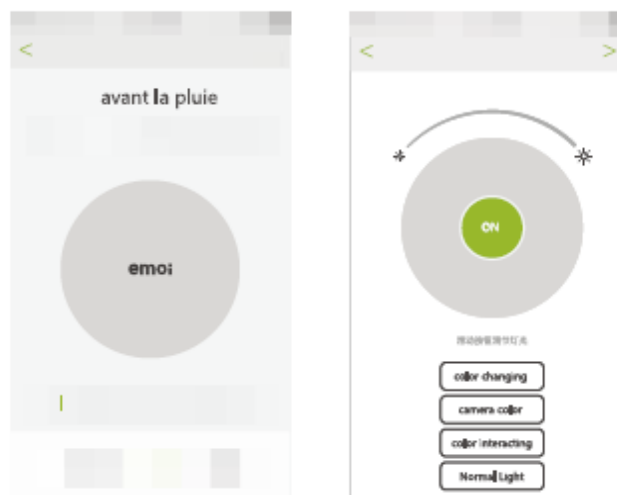 avant la pluie
emoi
ON
color changing
camera color
color interacting
Normal Light